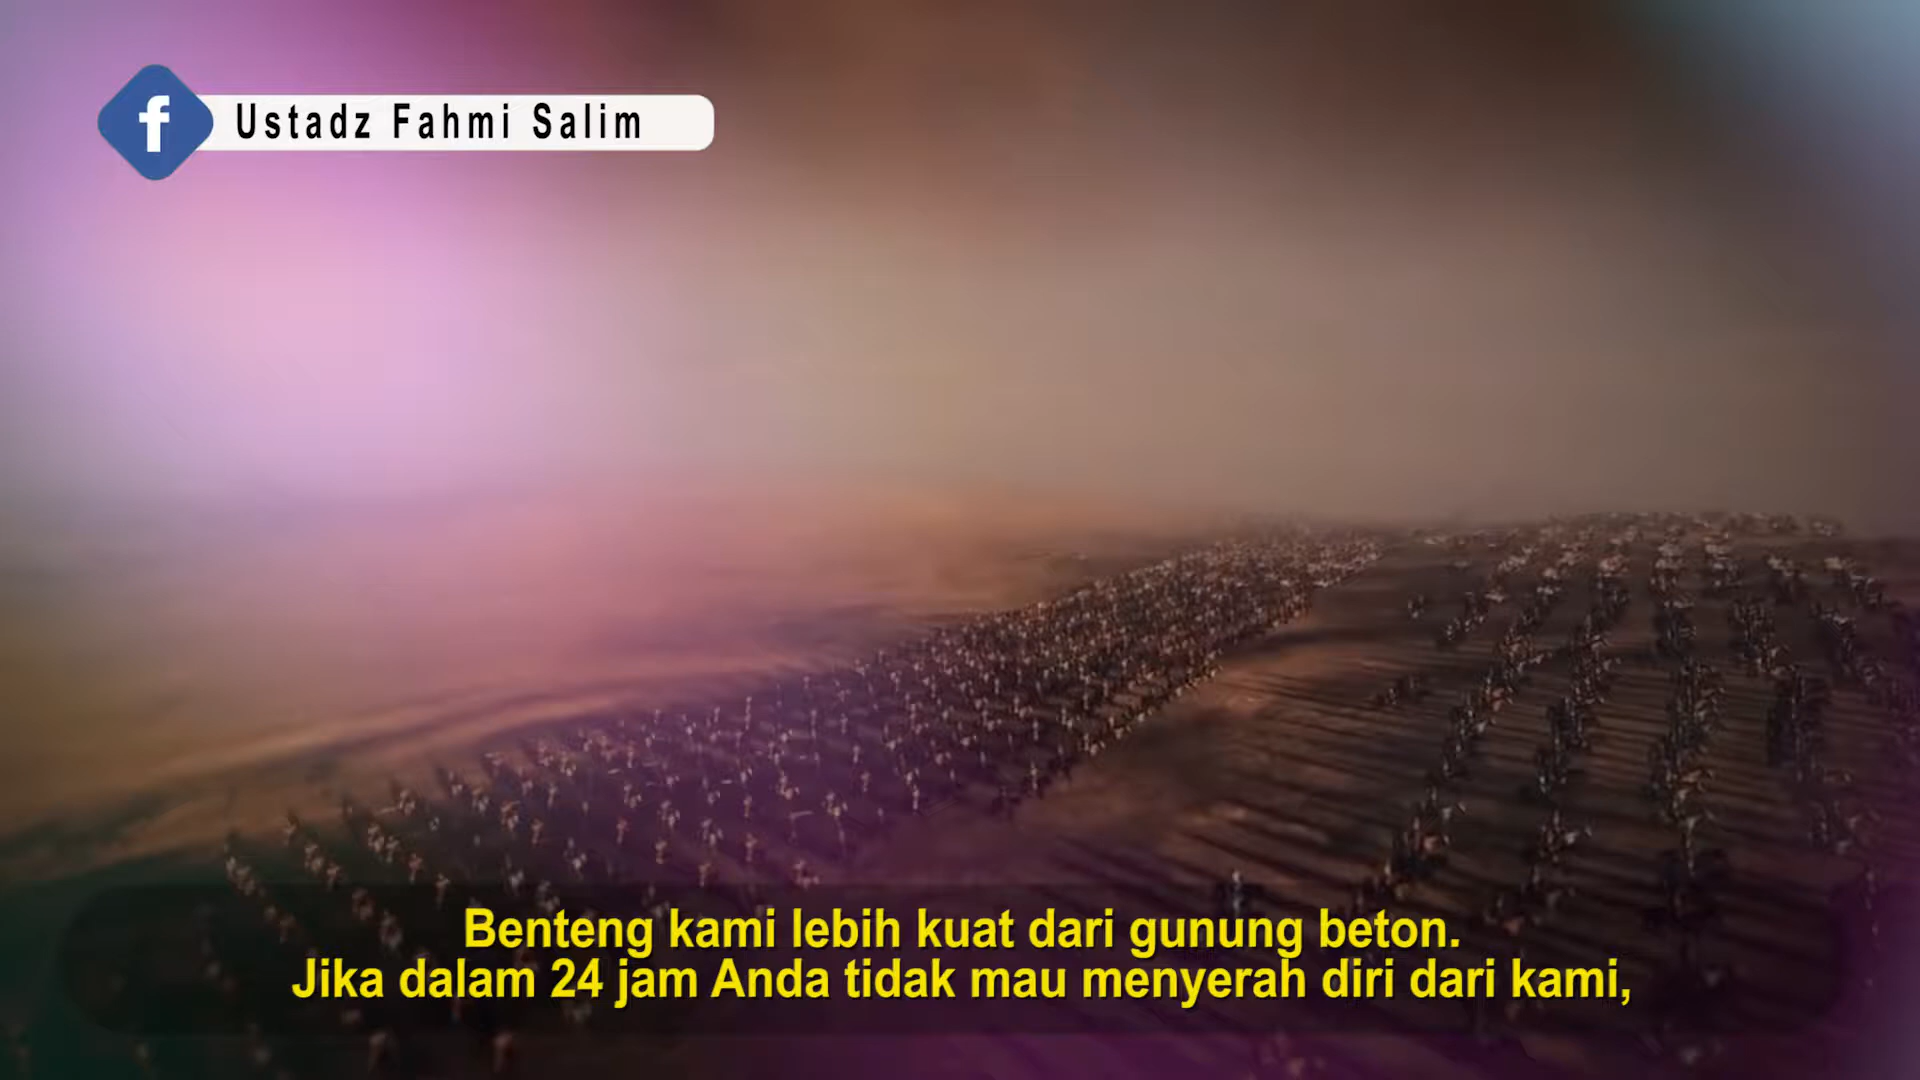 Ustadz Fahmi Salim
Benteng kami lebih kuat dari gunung beton.
Jika dalam 24 jam Anda tidak mau menyerah diri dari kami,